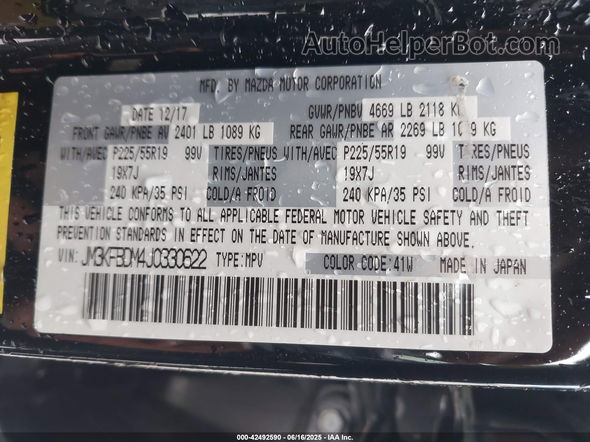 AutoHelperBot.com
MFD. BY MAZDA MOTOR CORPORATION
DATE 12/17 GVWR/PNBV 4669 LB 2118 KG
FRONT GAWR/PNBE AV 2401 LB 1089 KG REAR GAWR/PNBE AR 2269 LB KG
WITH/AVEC P225/55R19 99V TIRES/PNEUS WITH/AVEC P225/55R19 99V TIRES/PNEUS
19X7J RIMS/JANTES 19X7J RIMS/JANTES
240 KPA/35 PSI COLD/A FROID 240 KPA/35 PSI COLD/A FROID
THIS VEHICLE CONFORMS TO ALL APPLICABLE FEDERAL MOTOR VEHICLE SAFETY AND THEFT
PREVENTION STANDARDS IN EFFECT ON THE DATE OF MANUFACTURE SHOWN ABOVE.
VIN: JM3KFBDM4J0330622 TYPE:MPV COLOR CODE:41W MADE IN JAPAN
000-42492590 - 06/16/2025 - IAA Inc.